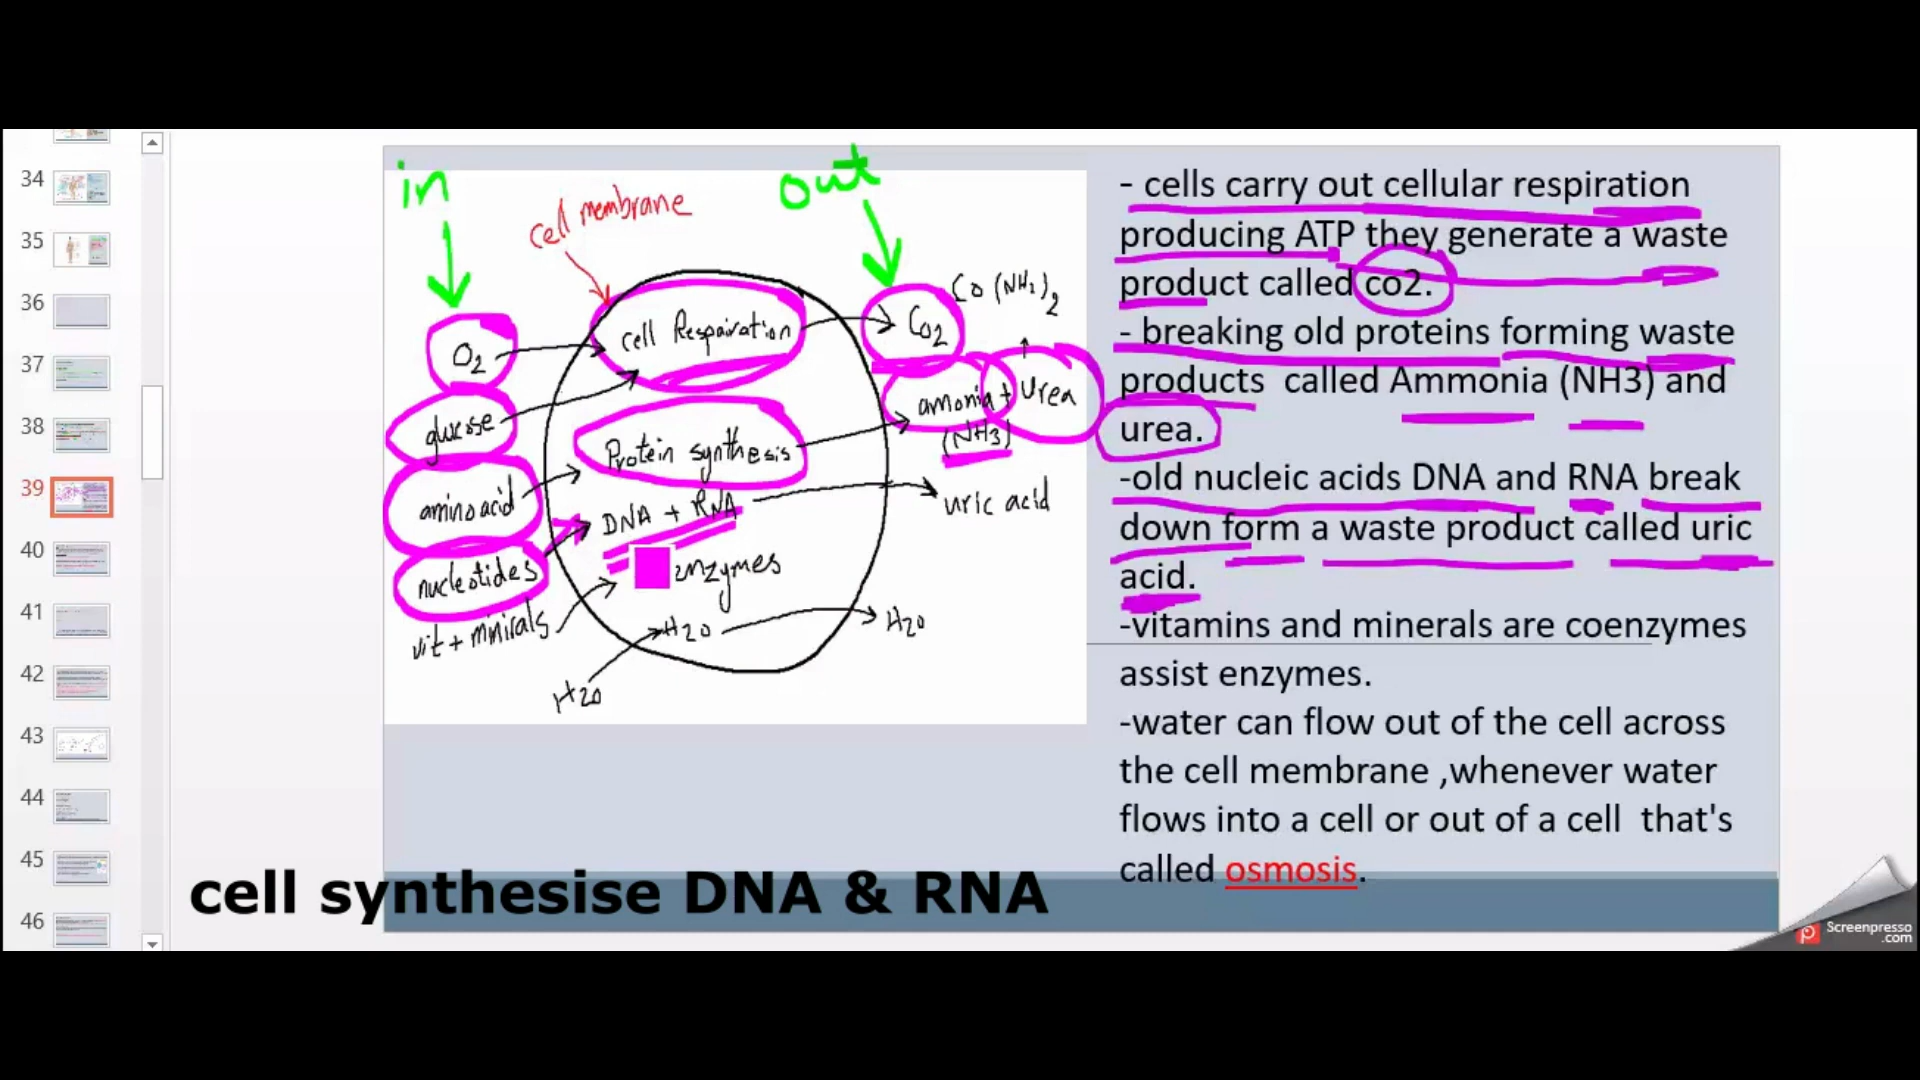 34
35
36
37
38
39
40
41
42
43
44
45
46
in
out
cell membrane
O2
cell Respairation
Co2
Co (NH2)2
glucose
amonia + Urea
(NH3)
Protein synthesis
aminoacid
DNA + RNA
uric acid
nucleotides
enzymes
vit + minirals
H2O
H2O
H2O
- cells carry out cellular respiration
producing ATP they generate a waste
product called co2.
- breaking old proteins forming waste
products called Ammonia (NH3) and
urea.
-old nucleic acids DNA and RNA break
down form a waste product called uric
acid.
-vitamins and minerals are coenzymes
assist enzymes.
-water can flow out of the cell across
the cell membrane ,whenever water
flows into a cell or out of a cell that's
called osmosis.
cell synthesise DNA & RNA
Screenpresso
.com